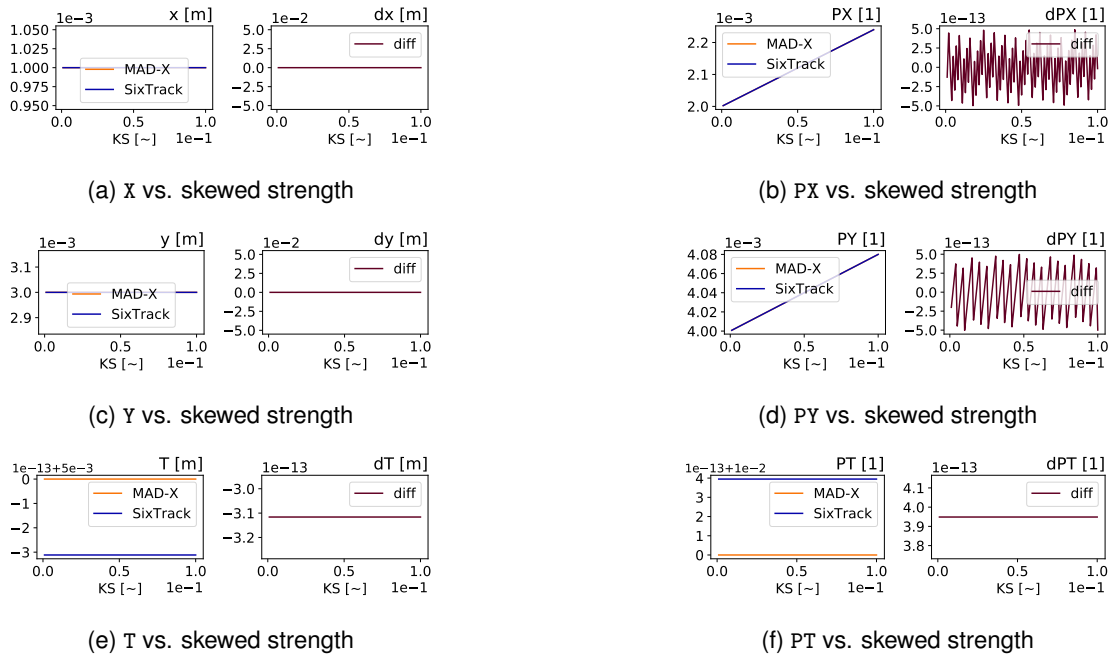 1e−3 x [m]
1.050
1.025
1.000
0.975
0.950
MAD-X
SixTrack
0.0 0.5 1.0
KS [~] 1e−1
1e−2 dx [m]
5.0
2.5
0.0
−2.5
−5.0
diff
0.0 0.5 1.0
KS [~] 1e−1
(a) X vs. skewed strength
1e−3 PX [1]
2.2
2.1
2.0
MAD-X
SixTrack
0.0 0.5 1.0
KS [~] 1e−1
1e−13 dPX [1]
5.0
2.5
0.0
−2.5
−5.0
diff
0.0 0.5 1.0
KS [~] 1e−1
(b) PX vs. skewed strength
1e−3 y [m]
3.1
3.0
2.9
MAD-X
SixTrack
0.0 0.5 1.0
KS [~] 1e−1
1e−2 dy [m]
5.0
2.5
0.0
−2.5
−5.0
diff
0.0 0.5 1.0
KS [~] 1e−1
(c) Y vs. skewed strength
1e−3 PY [1]
4.08
4.06
4.04
4.02
4.00
MAD-X
SixTrack
0.0 0.5 1.0
KS [~] 1e−1
1e−13 dPY [1]
5.0
2.5
0.0
−2.5
−5.0
diff
0.0 0.5 1.0
KS [~] 1e−1
(d) PY vs. skewed strength
1e−13+5e−3 T [m]
0
−1
−2
−3
MAD-X
SixTrack
0.0 0.5 1.0
KS [~] 1e−1
1e−13 dT [m]
−3.0
−3.1
−3.2
diff
0.0 0.5 1.0
KS [~] 1e−1
(e) T vs. skewed strength
1e−13+1e−2 PT [1]
4
3
2
1
0
MAD-X
SixTrack
0.0 0.5 1.0
KS [~] 1e−1
1e−13 dPT [1]
4.1
4.0
3.9
3.8
diff
0.0 0.5 1.0
KS [~] 1e−1
(f) PT vs. skewed strength